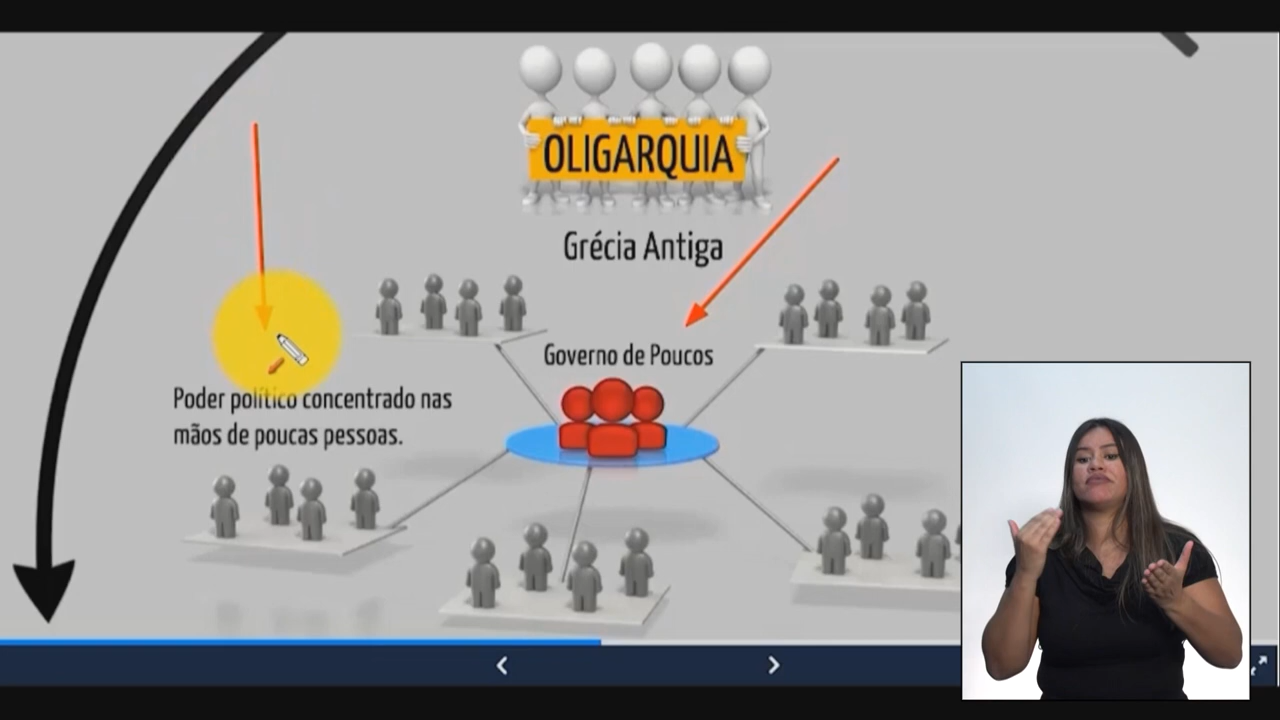 OLIGARQUIA
Grécia Antiga
Governo de Poucos
Poder político concentrado nas
mãos de poucas pessoas.